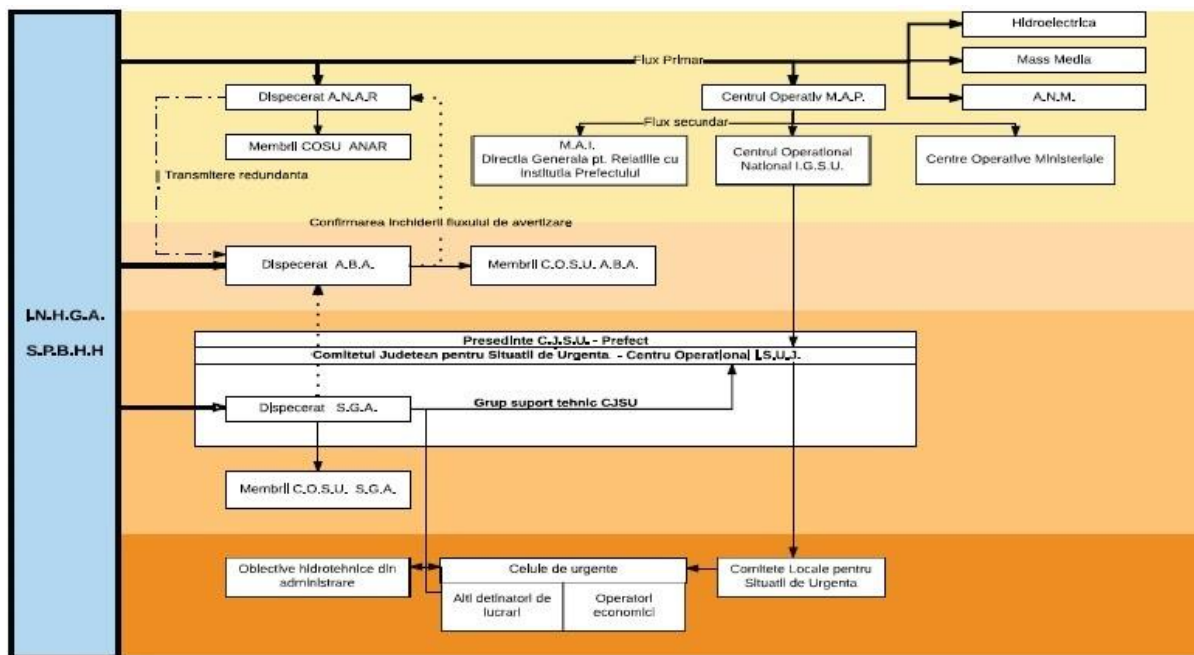 Hidroelectrica
Flux Primar
Mass Media
Dispecerat A.N.A.R
Centrul Operativ M.A.P.
A.N.M.
Flux secundar
Membrii COSU ANAR
M.A.I.
Directia Generala pt. Relatiile cu
Institutia Prefectului
Centrul Operational
National I.G.S.U.
Centre Operative Ministeriale
Transmitere redundanta
Confirmarea inchiderii fluxului de avertizare
Dispecerat A.B.A.
Membrii C.O.S.U. A.B.A.
I.N.H.G.A.
S.P.B.H.H
Presedinte C.J.S.U. - Prefect
Comitetul Judetean pentru Situatii de Urgenta - Centru Operational I.S.U.J.
Dispecerat S.G.A.
Grup suport tehnic CJSU
Membrii C.O.S.U. S.G.A.
Obiective hidrotehnice din
administrare
Celule de urgente
Alti detinatori de
lucrari
Operatori
economici
Comitete Locale pentru
Situatii de Urgenta